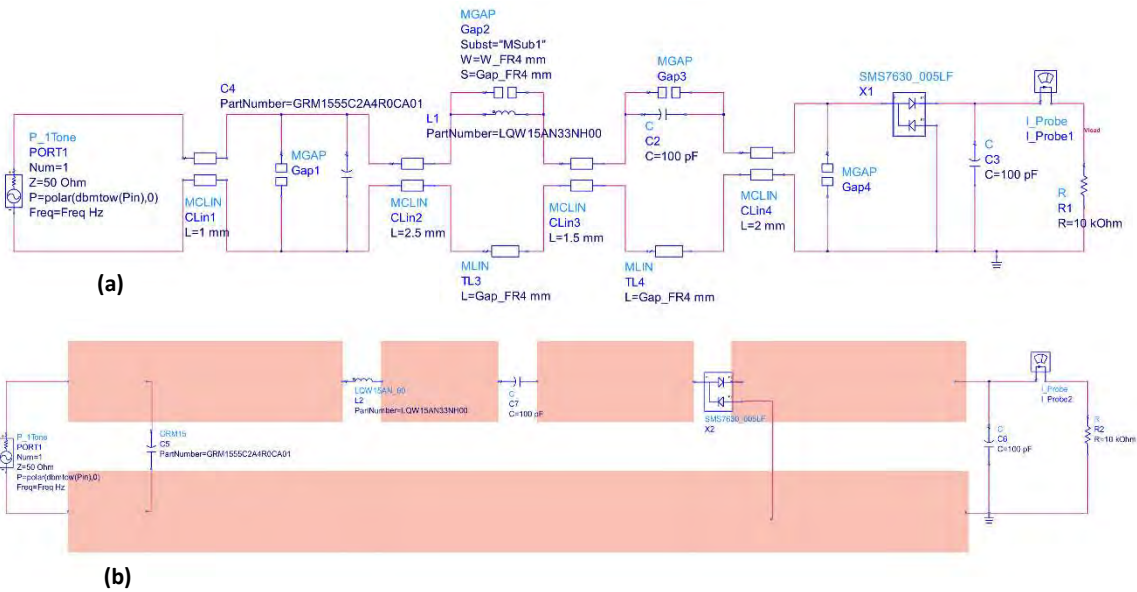 MGAP
Gap2
Subst="MSub1"
W=W_FR4 mm
S=Gap_FR4 mm
MGAP
Gap3
SMS7630_005LF
X1
C4
PartNumber=GRM1555C2A4R0CA01
L1
PartNumber=LQW15AN33NH00
C
C2
C=100 pF
I_Probe
I_Probe1
Vload
P_1Tone
PORT1
Num=1
Z=50 Ohm
P=polar(dbmtow(Pin),0)
Freq=Freq Hz
MGAP
Gap1
MGAP
Gap4
C
C3
C=100 pF
R
R1
R=10 kOhm
MCLIN
CLin1
L=1 mm
MCLIN
CLin2
L=2.5 mm
MCLIN
CLin3
L=1.5 mm
MCLIN
CLin4
L=2 mm
MLIN
TL3
L=Gap_FR4 mm
MLIN
TL4
L=Gap_FR4 mm
(a)
LQW15AN_00
L2
PartNumber=LQW15AN33NH00
C
C7
C=100 pF
SMS7630_005LF
X2
I_Probe
I_Probe2
P_1Tone
PORT1
Num=1
Z=50 Ohm
P=polar(dbmtow(Pin),0)
Freq=Freq Hz
GRM15
C5
PartNumber=GRM1555C2A4R0CA01
C
C6
C=100 pF
R
R2
R=10 kOhm
(b)